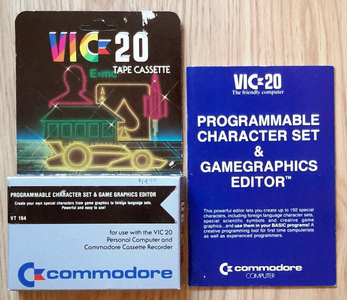 VIC-20
TAPE CASSETTE
E=mc²
PROGRAMMABLE CHARACTER SET & GAME GRAPHICS EDITOR
Create your own special characters from game graphics to foreign language sets.
Powerful and easy to use!
VT 164
for use with the VIC 20
Personal Computer and
Commodore Cassette Recorder
commodore
VIC-20
The friendly computer
PROGRAMMABLE
CHARACTER SET
&
GAMEGRAPHICS
EDITOR™
This powerful editor lets you create up to 192 special
characters, including foreign language character sets,
special scientific symbols and creative game
graphics...and use them in your BASIC programs! A
creative programming tool for first time computerists
as well as experienced programmers.
commodore
COMPUTER